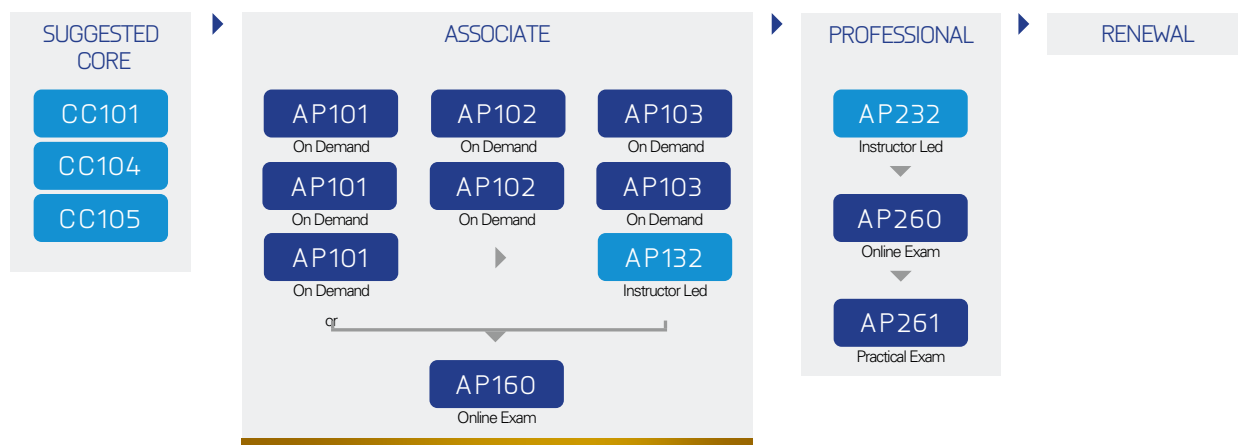 SUGGESTED
CORE
CC101
CC104
CC105
ASSOCIATE
AP101 AP102 AP103
On Demand On Demand On Demand
AP101 AP102 AP103
On Demand On Demand On Demand
AP101 AP132
On Demand Instructor Led
or
AP160
Online Exam
PROFESSIONAL
AP232
Instructor Led
AP260
Online Exam
AP261
Practical Exam
RENEWAL